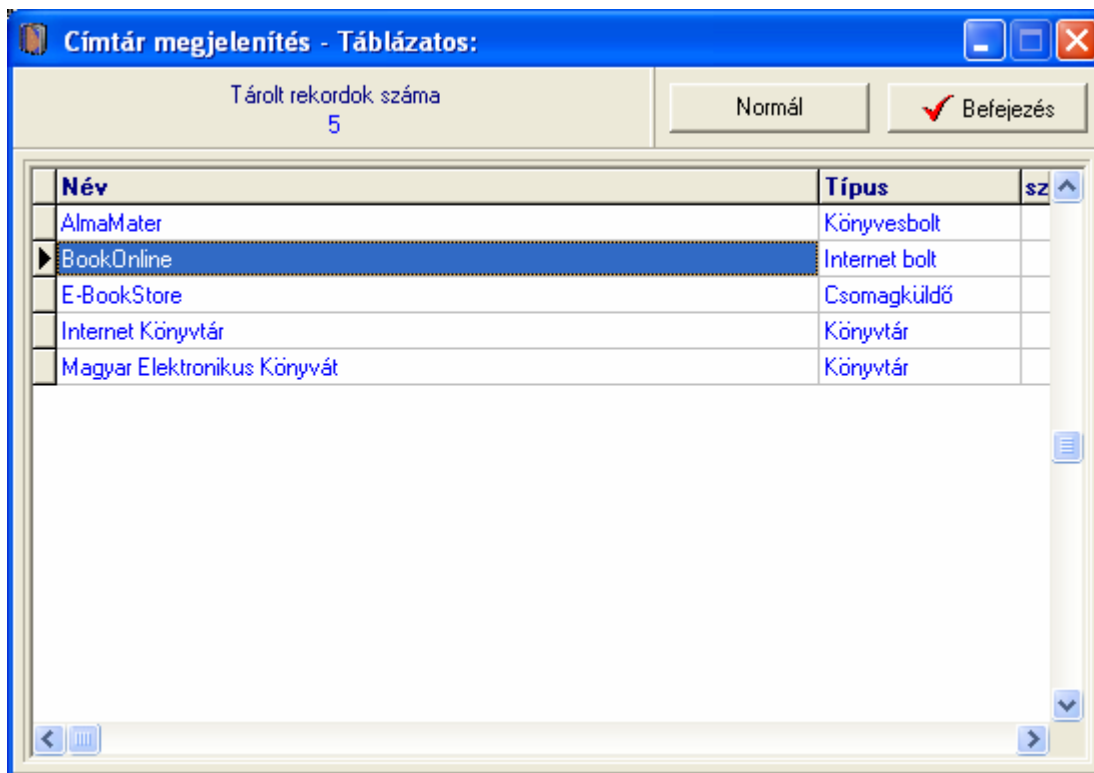 Címtár megjelenítés - Táblázatos:
Tárolt rekordok száma
5
Normál
Befejezés
Név Típus sz
AlmaMater Könyvesbolt
BookOnline Internet bolt
E-BookStore Csomagküldő
Internet Könyvtár Könyvtár
Magyar Elektronikus Könyvát Könyvtár